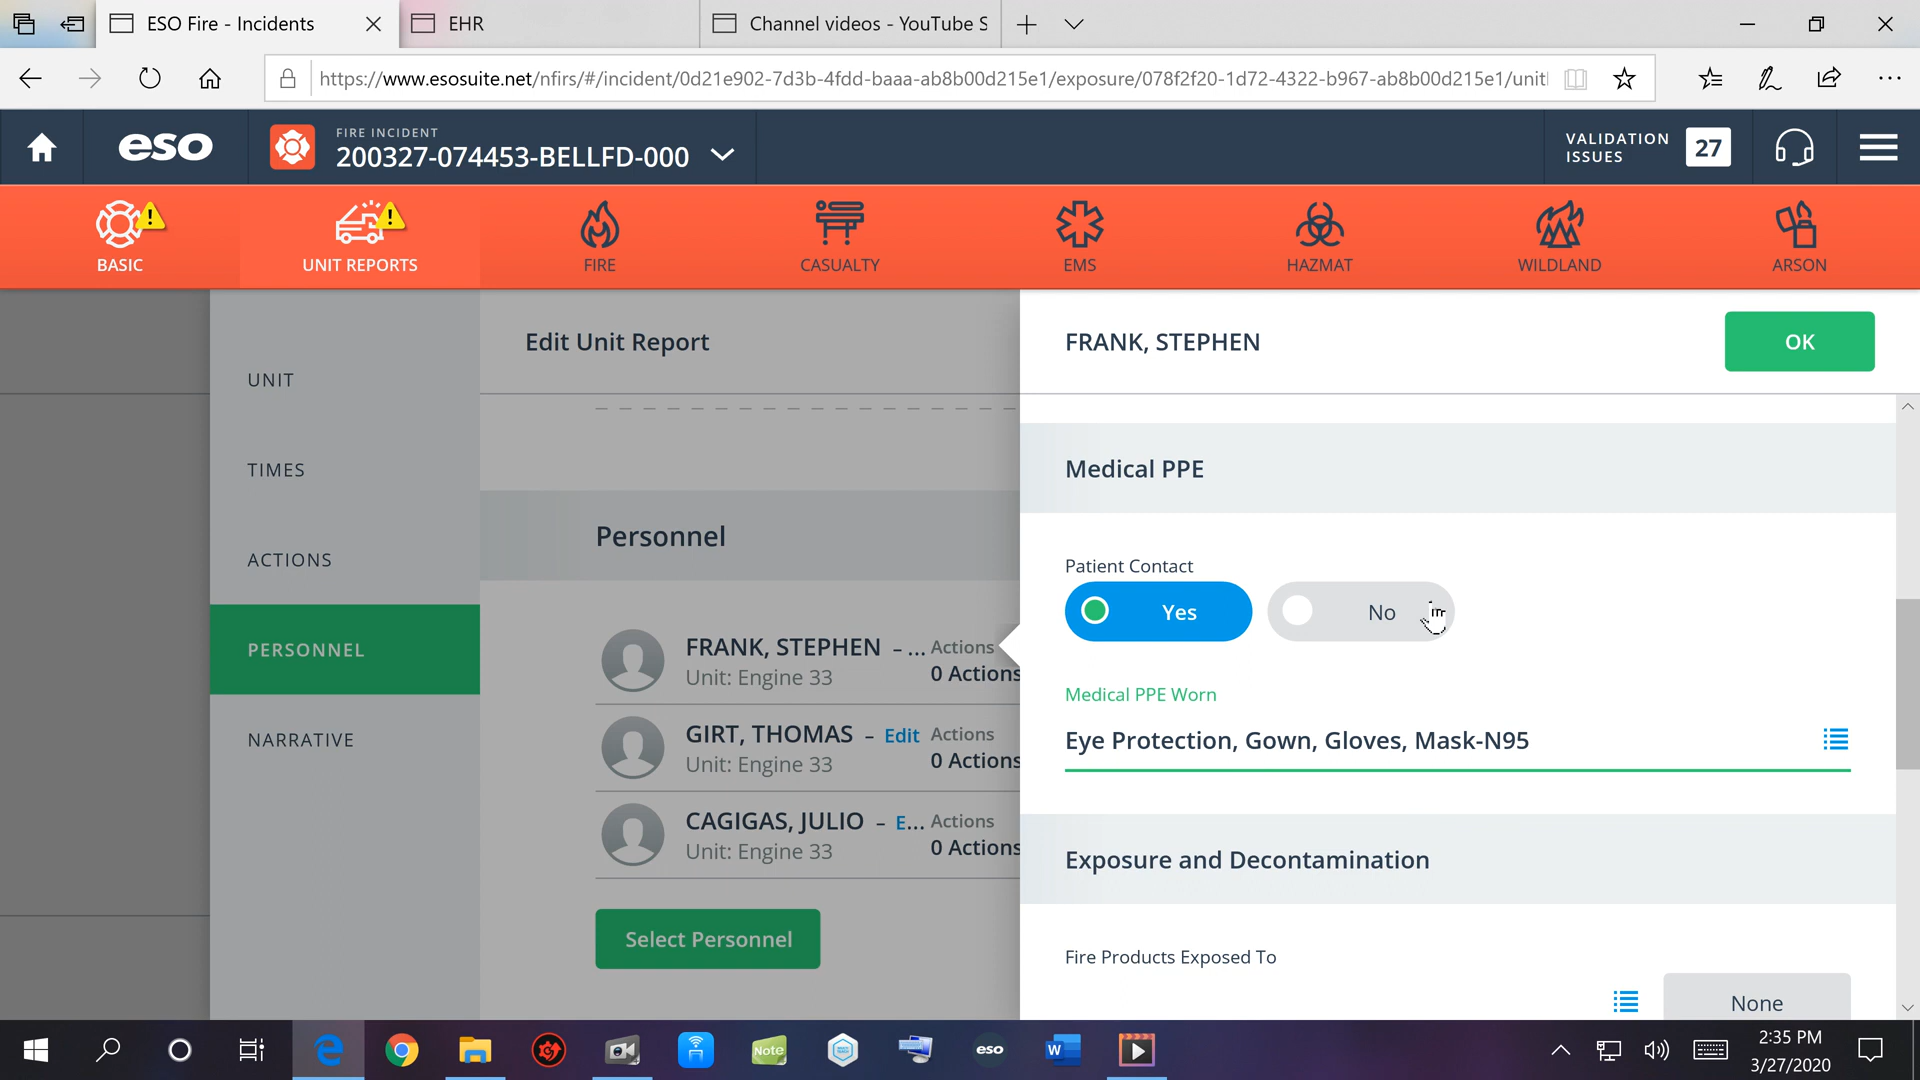 ESO Fire - Incidents
EHR
Channel videos - YouTube S
https://www.esosuite.net/nfirs/#/incident/0d21e902-7d3b-4fdd-baaa-ab8b00d215e1/exposure/078f2f20-1d72-4322-b967-ab8b00d215e1/unit
eso
FIRE INCIDENT
200327-074453-BELLFD-000
VALIDATION
ISSUES
27
BASIC
UNIT REPORTS
FIRE
CASUALTY
EMS
HAZMAT
WILDLAND
ARSON
UNIT
TIMES
ACTIONS
PERSONNEL
NARRATIVE
Edit Unit Report
Personnel
FRANK, STEPHEN – ... Actions
Unit: Engine 33 0 Actions
GIRT, THOMAS – Edit Actions
Unit: Engine 33 0 Actions
CAGIGAS, JULIO – E... Actions
Unit: Engine 33 0 Actions
Select Personnel
FRANK, STEPHEN
OK
Medical PPE
Patient Contact
Yes
No
Medical PPE Worn
Eye Protection, Gown, Gloves, Mask-N95
Exposure and Decontamination
Fire Products Exposed To
None
Note
eso
W
2:35 PM
3/27/2020